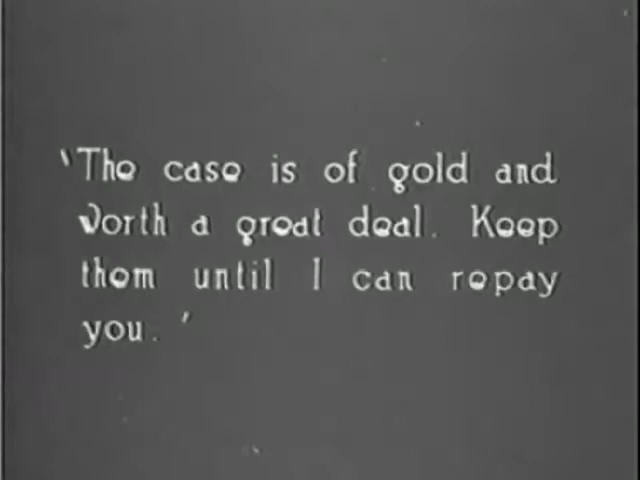 'The case is of gold and
worth a great deal. Keep
them until I can repay
you.'